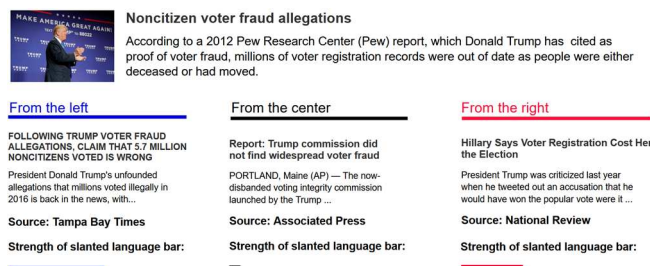 MAKE AMERICA GREAT AGAIN!
Noncitizen voter fraud allegations
According to a 2012 Pew Research Center (Pew) report, which Donald Trump has cited as
proof of voter fraud, millions of voter registration records were out of date as people were either
deceased or had moved.
From the left
FOLLOWING TRUMP VOTER FRAUD
ALLEGATIONS, CLAIM THAT 5.7 MILLION
NONCITIZENS VOTED IS WRONG
President Donald Trump's unfounded
allegations that millions voted illegally in
2016 is back in the news, with...
Source: Tampa Bay Times
Strength of slanted language bar:
From the center
Report: Trump commission did
not find widespread voter fraud
PORTLAND, Maine (AP) — The now-
disbanded voting integrity commission
launched by the Trump ...
Source: Associated Press
Strength of slanted language bar:
From the right
Hillary Says Voter Registration Cost Her
the Election
President Trump was criticized last year
when he tweeted out an accusation that he
would have won the popular vote were it ...
Source: National Review
Strength of slanted language bar: